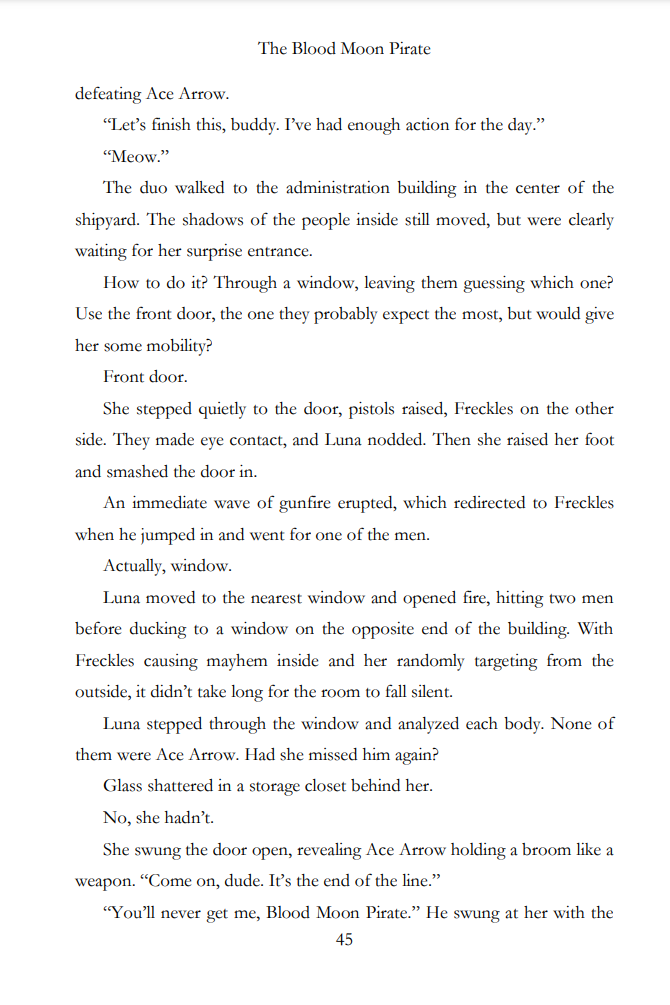 The Blood Moon Pirate
defeating Ace Arrow.
“Let’s finish this, buddy. I’ve had enough action for the day.”
“Meow.”
The duo walked to the administration building in the center of the
shipyard. The shadows of the people inside still moved, but were clearly
waiting for her surprise entrance.
How to do it? Through a window, leaving them guessing which one?
Use the front door, the one they probably expect the most, but would give
her some mobility?
Front door.
She stepped quietly to the door, pistols raised, Freckles on the other
side. They made eye contact, and Luna nodded. Then she raised her foot
and smashed the door in.
An immediate wave of gunfire erupted, which redirected to Freckles
when he jumped in and went for one of the men.
Actually, window.
Luna moved to the nearest window and opened fire, hitting two men
before ducking to a window on the opposite end of the building. With
Freckles causing mayhem inside and her randomly targeting from the
outside, it didn’t take long for the room to fall silent.
Luna stepped through the window and analyzed each body. None of
them were Ace Arrow. Had she missed him again?
Glass shattered in a storage closet behind her.
No, she hadn’t.
She swung the door open, revealing Ace Arrow holding a broom like a
weapon. “Come on, dude. It’s the end of the line.”
“You’ll never get me, Blood Moon Pirate.” He swung at her with the
45